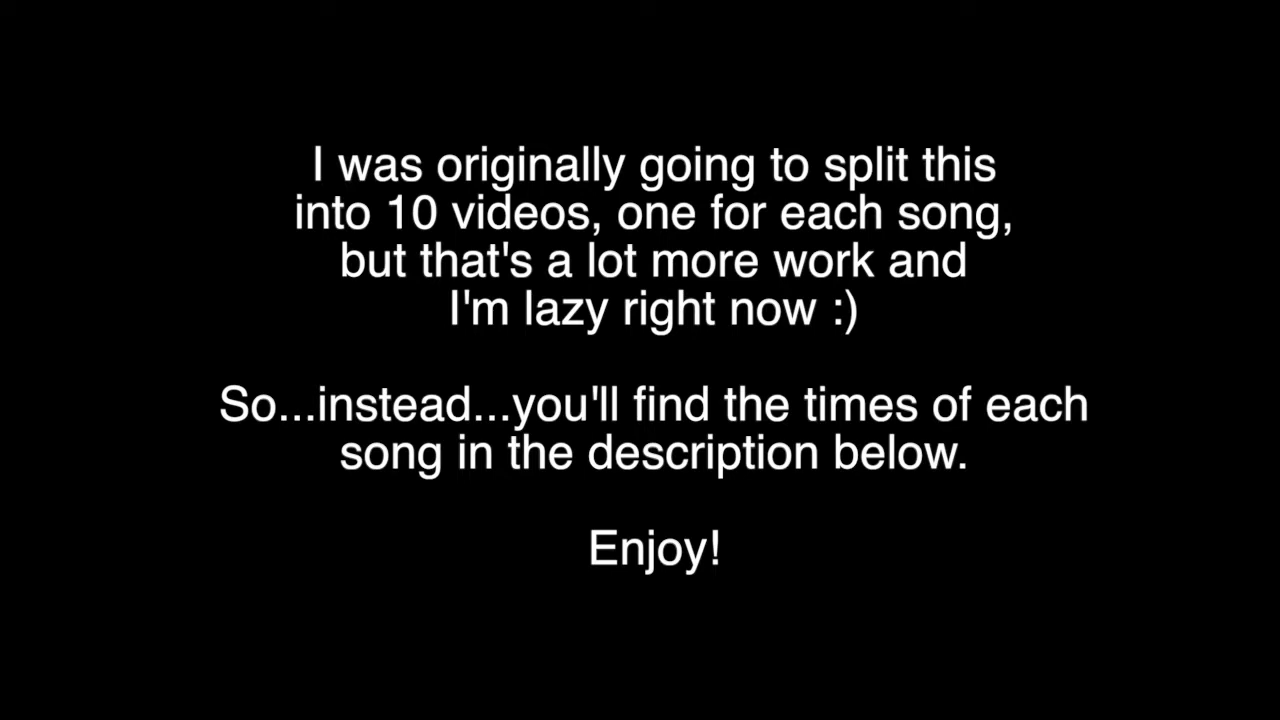 I was originally going to split this
into 10 videos, one for each song,
but that's a lot more work and
I'm lazy right now :)
So...instead...you'll find the times of each
song in the description below.
Enjoy!